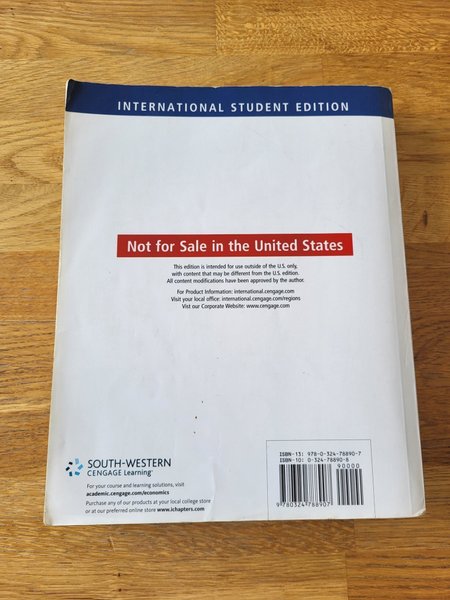 INTERNATIONAL STUDENT EDITION
Not for Sale in the United States
This edition is intended for use outside of the U.S. only,
with content that may be different from the U.S. edition.
All content modifications have been approved by the author.
For Product Information: international.cengage.com
Visit your local office: international.cengage.com/regions
Visit our Corporate Website: www.cengage.com
SOUTH-WESTERN
CENGAGE Learning™
For your course and learning solutions, visit
academic.cengage.com/economics
Purchase any of our products at your local college store
or at our preferred online store www.ichapters.com
ISBN-13: 978-0-324-78890-7
ISBN-10: 0-324-78890-8
90000
9 780324 788907